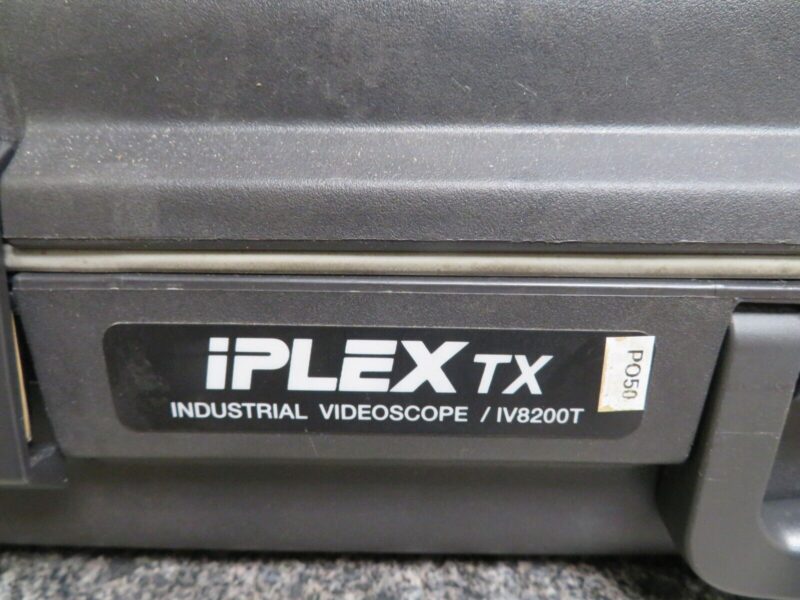 iPLEX TX
INDUSTRIAL VIDEOSCOPE / IV8200T
PO50